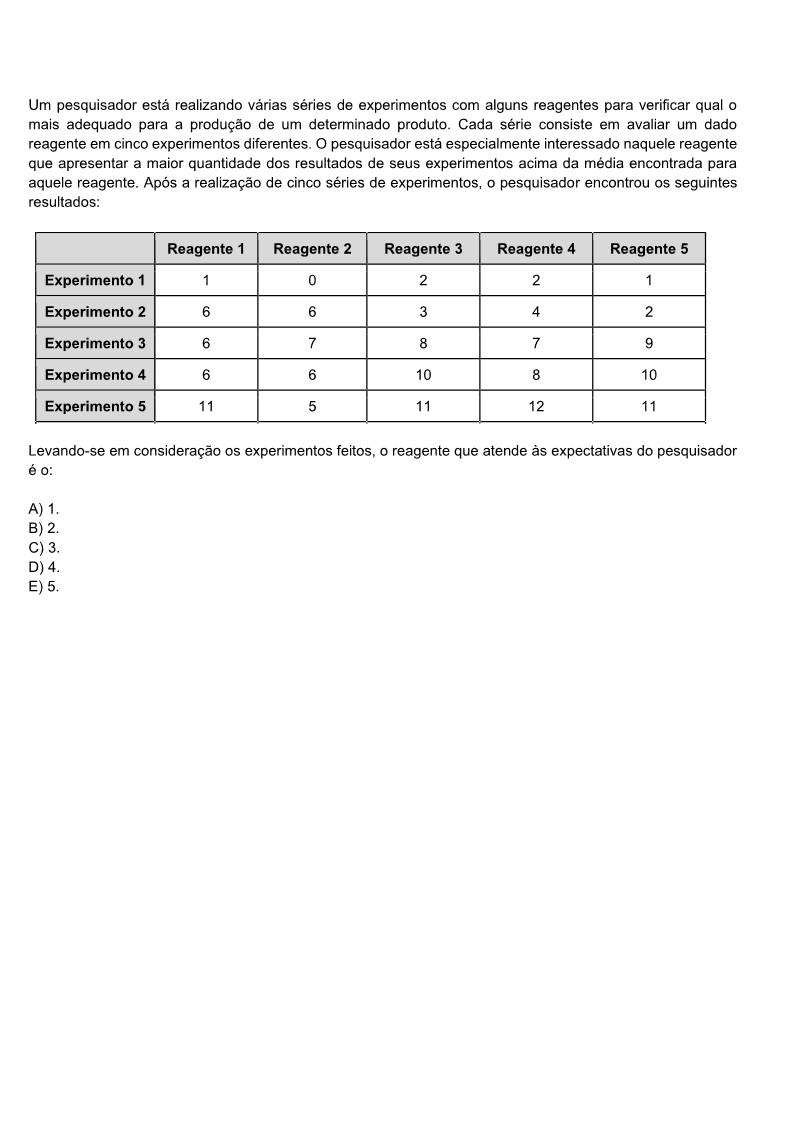 Um pesquisador está realizando várias séries de experimentos com alguns reagentes para verificar qual o
mais adequado para a produção de um determinado produto. Cada série consiste em avaliar um dado
reagente em cinco experimentos diferentes. O pesquisador está especialmente interessado naquele reagente
que apresentar a maior quantidade dos resultados de seus experimentos acima da média encontrada para
aquele reagente. Após a realização de cinco séries de experimentos, o pesquisador encontrou os seguintes
resultados:
Reagente 1 Reagente 2 Reagente 3 Reagente 4 Reagente 5
Experimento 1 1 0 2 2 1
Experimento 2 6 6 3 4 2
Experimento 3 6 7 8 7 9
Experimento 4 6 6 10 8 10
Experimento 5 11 5 11 12 11
Levando-se em consideração os experimentos feitos, o reagente que atende às expectativas do pesquisador
é o:
A) 1.
B) 2.
C) 3.
D) 4.
E) 5.